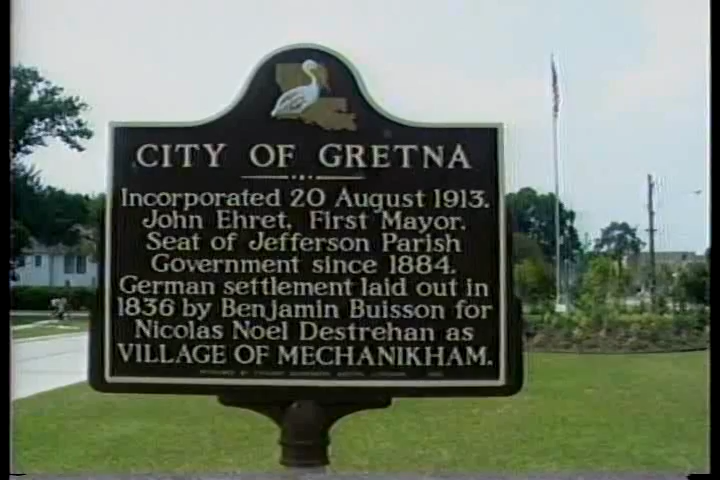 CITY OF GRETNA
Incorporated 20 August 1913.
John Ehret, First Mayor.
Seat of Jefferson Parish
Government since 1884.
German settlement laid out in
1836 by Benjamin Buisson for
Nicolas Noel Destrehan as
VILLAGE OF MECHANIKHAM.